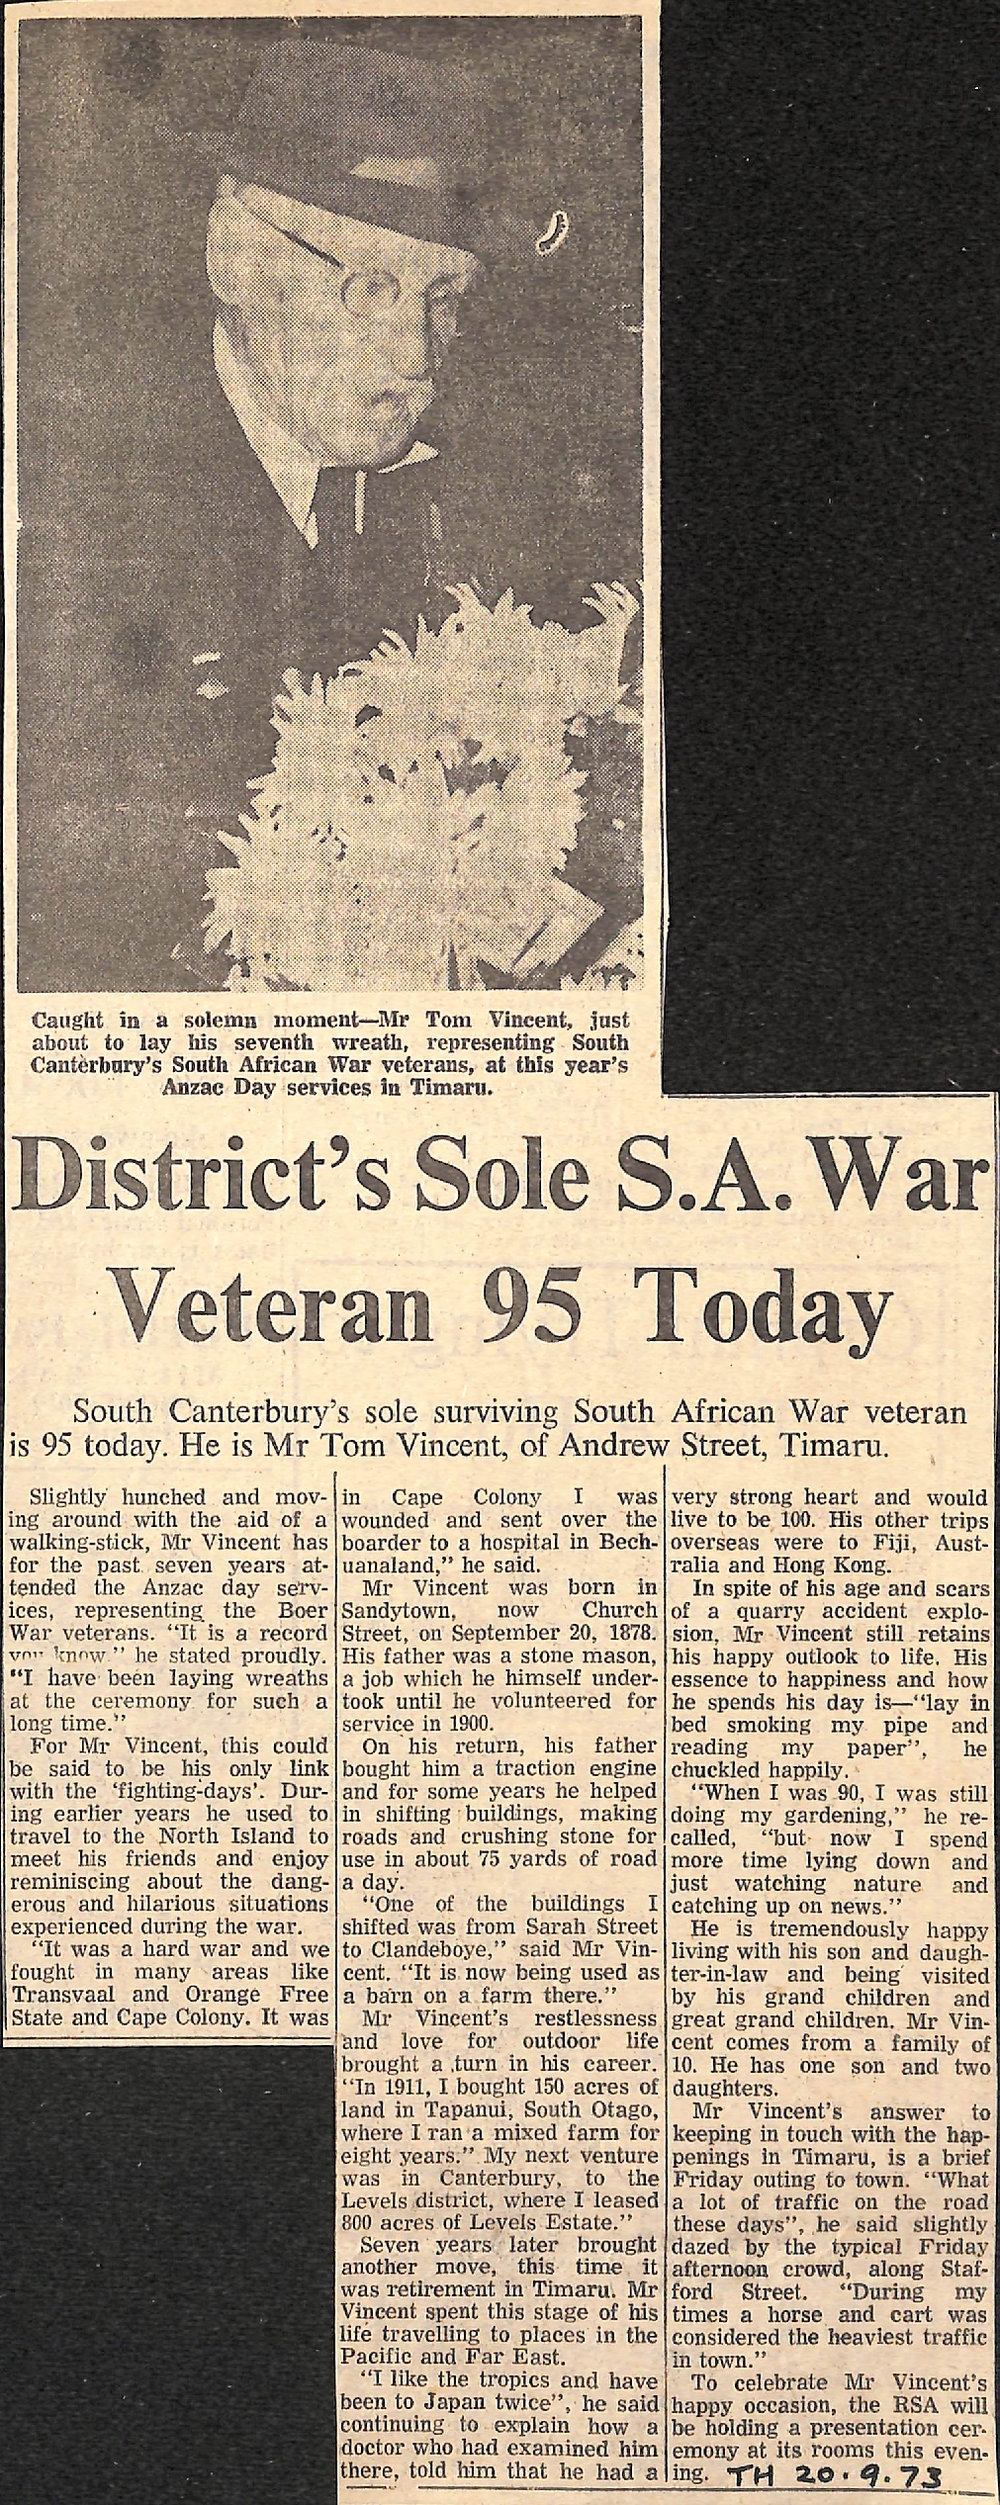 Caught in a solemn moment—Mr Tom Vincent, just
about to lay his seventh wreath, representing South
Canterbury's South African War veterans, at this year's
Anzac Day services in Timaru.
District's Sole S.A. War
Veteran 95 Today
South Canterbury's sole surviving South African War veteran
is 95 today. He is Mr Tom Vincent, of Andrew Street, Timaru.
Slightly hunched and mov-
ing around with the aid of a
walking-stick, Mr Vincent has
for the past seven years at-
tended the Anzac day serv-
ices, representing the Boer
War veterans. "It is a record
you know" he stated proudly.
"I have been laying wreaths
at the ceremony for such a
long time."
For Mr Vincent, this could
be said to be his only link
with the 'fighting-days'. Dur-
ing earlier years he used to
travel to the North Island to
meet his friends and enjoy
reminiscing about the dang-
erous and hilarious situations
experienced during the war.
"It was a hard war and we
fought in many areas like
Transvaal and Orange Free
State and Cape Colony. It was
in Cape Colony I was
wounded and sent over the
boarder to a hospital in Bech-
uanaland," he said.
Mr Vincent was born in
Sandytown, now Church
Street, on September 20, 1878.
His father was a stone mason,
a job which he himself under-
took until he volunteered for
service in 1900.
On his return, his father
bought him a traction engine
and for some years he helped
in shifting buildings, making
roads and crushing stone for
use in about 75 yards of road
a day.
"One of the buildings I
shifted was from Sarah Street
to Clandeboye," said Mr Vin-
cent. "It is now being used as
a barn on a farm there."
Mr Vincent's restlessness
and love for outdoor life
brought a turn in his career.
"In 1911, I bought 150 acres of
land in Tapanui, South Otago,
where I ran a mixed farm for
eight years." My next venture
was in Canterbury, to the
Levels district, where I leased
800 acres of Levels Estate."
Seven years later brought
another move, this time it
was retirement in Timaru. Mr
Vincent spent this stage of his
life travelling to places in the
Pacific and Far East.
"I like the tropics and have
been to Japan twice", he said
continuing to explain how a
doctor who had examined him
there, told him that he had a
very strong heart and would
live to be 100. His other trips
overseas were to Fiji, Aust-
ralia and Hong Kong.
In spite of his age and scars
of a quarry accident explo-
sion, Mr Vincent still retains
his happy outlook to life. His
essence to happiness and how
he spends his day is—"lay in
bed smoking my pipe and
reading my paper", he
chuckled happily.
"When I was 90, I was still
doing my gardening," he re-
called, "but now I spend
more time lying down and
just watching nature and
catching up on news."
He is tremendously happy
living with his son and daugh-
ter-in-law and being visited
by his grand children and
great grand children. Mr Vin-
cent comes from a family of
10. He has one son and two
daughters.
Mr Vincent's answer to
keeping in touch with the hap-
penings in Timaru, is a brief
Friday outing to town. "What
a lot of traffic on the road
these days", he said slightly
dazed by the typical Friday
afternoon crowd, along Staf-
ford Street. "During my
times a horse and cart was
considered the heaviest traffic
in town."
To celebrate Mr Vincent's
happy occasion, the RSA will
be holding a presentation cer-
emony at its rooms this even-
ing. TH 20.9.73